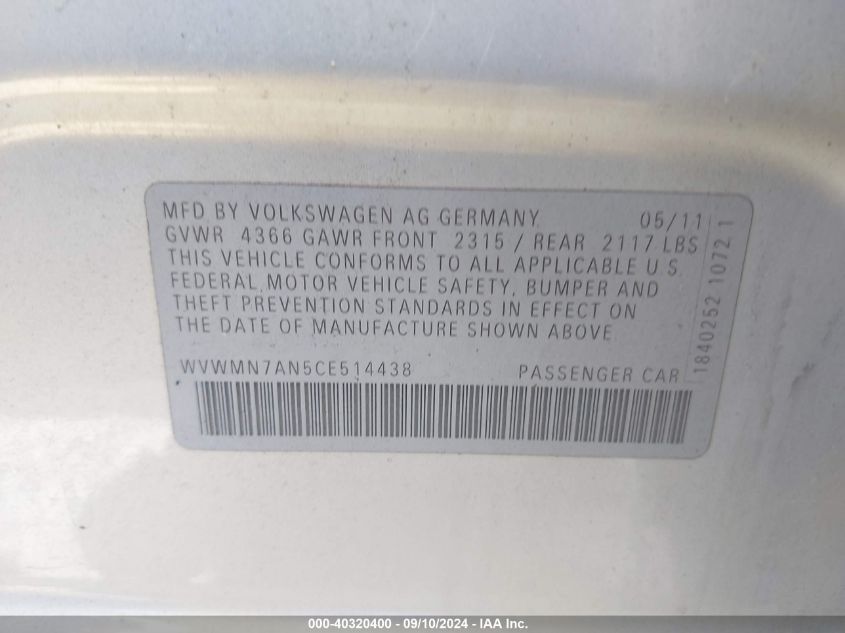 MFD BY VOLKSWAGEN AG GERMANY 05/11
GVWR 4366 GAWR FRONT 2315 / REAR 2117 LBS
THIS VEHICLE CONFORMS TO ALL APPLICABLE U.S.
FEDERAL MOTOR VEHICLE SAFETY, BUMPER AND
THEFT PREVENTION STANDARDS IN EFFECT ON
THE DATE OF MANUFACTURE SHOWN ABOVE.
WVWMN7AN5CE514438 PASSENGER CAR
1840252 1072 1
000-40320400 - 09/10/2024 - IAA Inc.